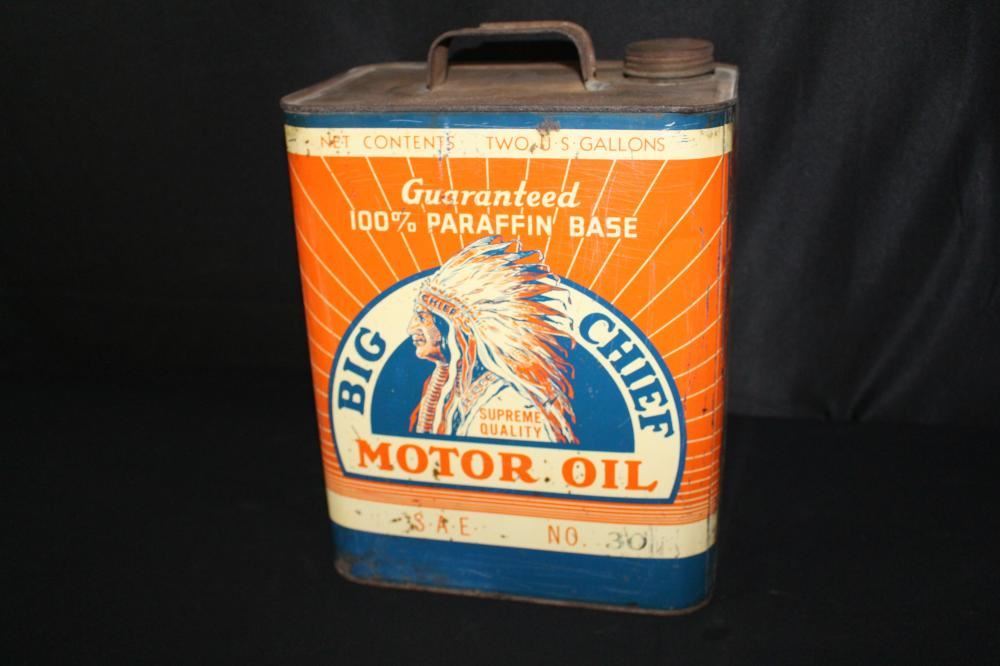 NET CONTENTS TWO U·S·GALLONS
Guaranteed
100% PARAFFIN BASE
BIG CHIEF
SUPREME
QUALITY
MOTOR OIL
S·A·E· NO. 30